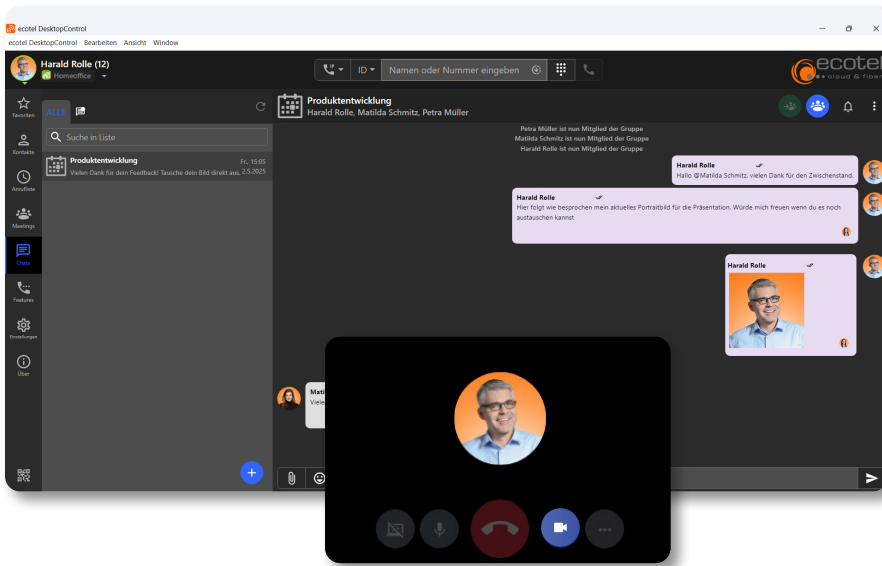 ecotel DesktopControl
ecotel DesktopControl Bearbeiten Ansicht Window
Harald Rolle (12)
Homeoffice
ID
Namen oder Nummer eingeben
ecotel
cloud & fiber
Favoriten
Kontakte
Anrufliste
Meetings
Chats
Features
Einstellungen
Über
ALLE
Suche in Liste
Produktentwicklung
Fr., 15:05
Vielen Dank für dein Feedback! Tausche dein Bild direkt aus.
2.5.2025
Produktentwicklung
Harald Rolle, Matilda Schmitz, Petra Müller
Petra Müller ist nun Mitglied der Gruppe
Matilda Schmitz ist nun Mitglied der Gruppe
Harald Rolle ist nun Mitglied der Gruppe
Harald Rolle
Hallo @Matilda Schmitz, vielen Dank für den Zwischenstand.
Harald Rolle
Hier folgt wie besprochen mein aktuelles Portraitbild für die Präsentation. Würde mich freuen wenn du es noch
austauschen kannst
Harald Rolle
Mati
Viele